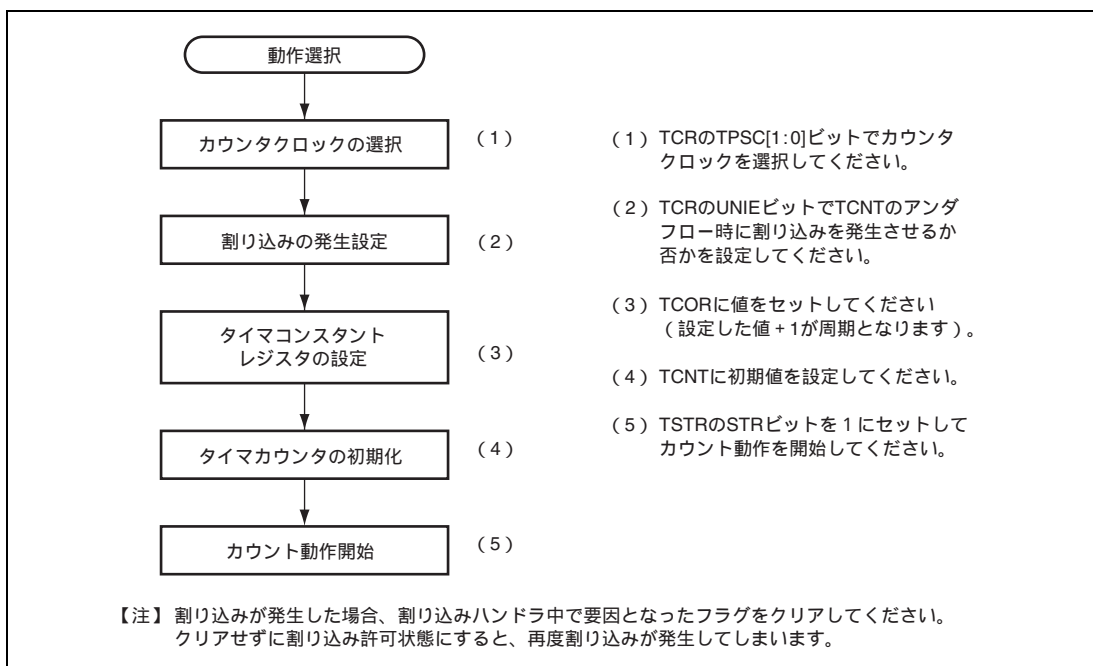 動作選択
カウンタクロックの選択
(1)
割り込みの発生設定
(2)
タイマコンスタント
レジスタの設定
(3)
タイマカウンタの初期化
(4)
カウント動作開始
(5)
(1) TCRのTPSC[1:0]ビットでカウンタ
クロックを選択してください。
(2) TCRのUNIEビットでTCNTのアンダ
フロー時に割り込みを発生させるか
否かを設定してください。
(3) TCORに値をセットしてください
(設定した値+1が周期となります)。
(4) TCNTに初期値を設定してください。
(5) TSTRのSTRビットを1にセットして
カウント動作を開始してください。
【注】 割り込みが発生した場合、割り込みハンドラ中で要因となったフラグをクリアしてください。
クリアせずに割り込み許可状態にすると、再度割り込みが発生してしまいます。